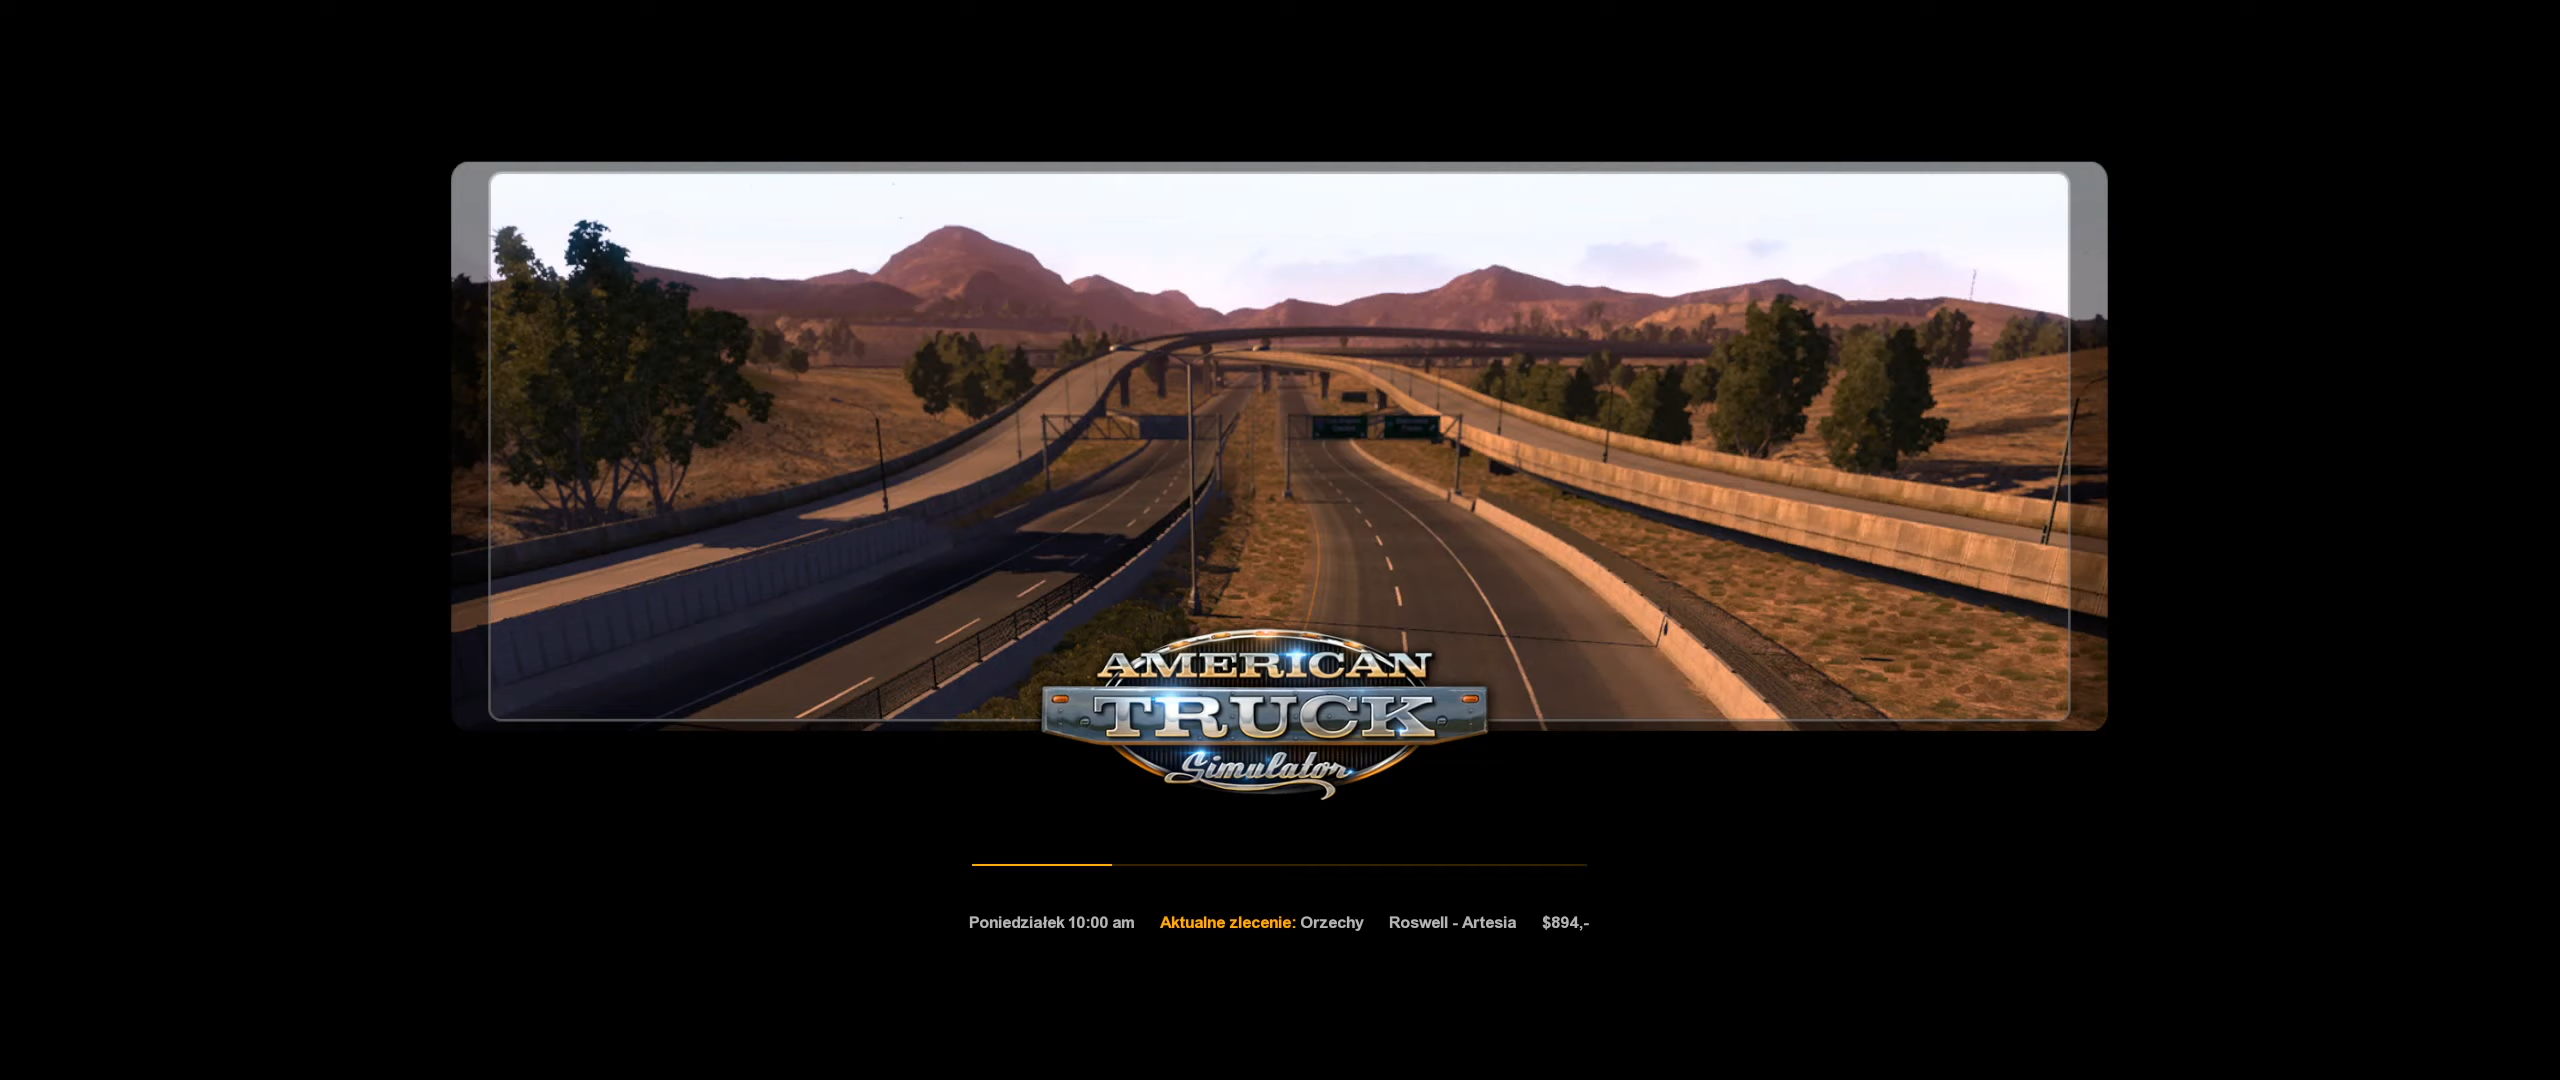 AMERICAN
TRUCK
Simulator
Poniedziałek 10:00 am Aktualne zlecenie: Orzechy Roswell - Artesia $894,-